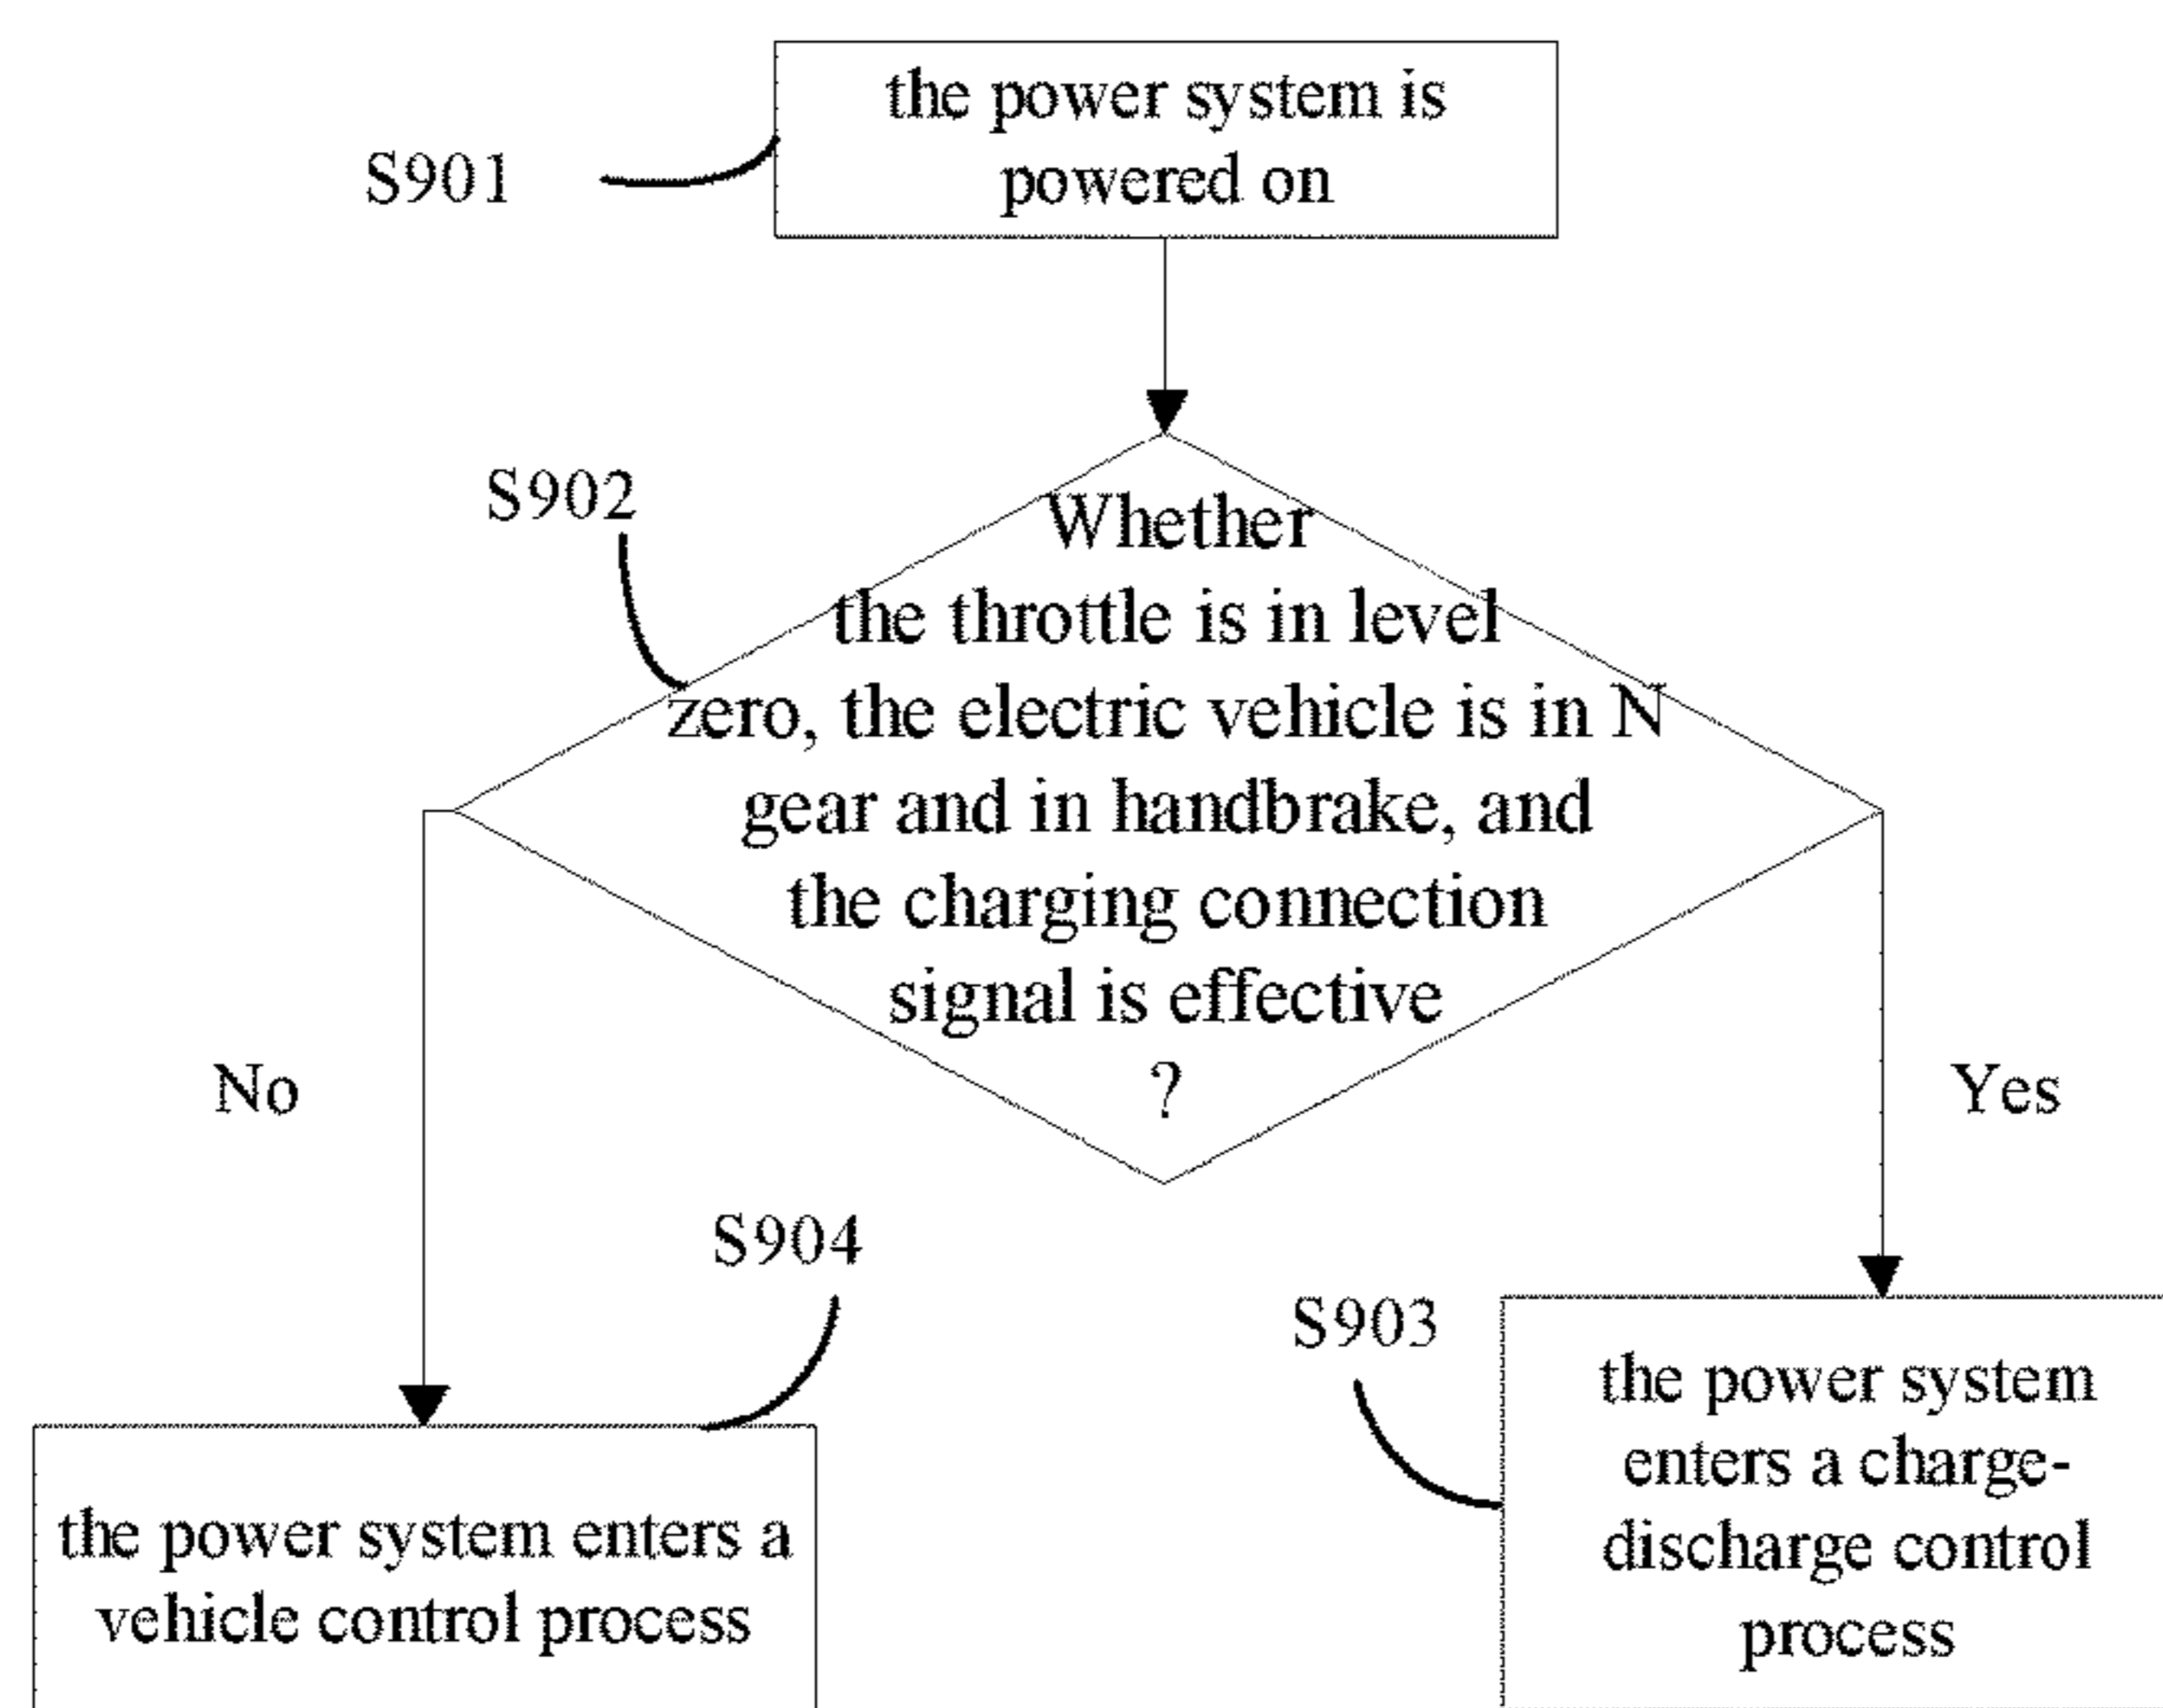 the power system is
powered on
S901
S902
Whether
the throttle is in level
zero, the electric vehicle is in N
gear and in handbrake, and
the charging connection
signal is effective
?
No
Yes
S904
S903
the power system enters a
vehicle control process
the power system
enters a charge-
discharge control
process